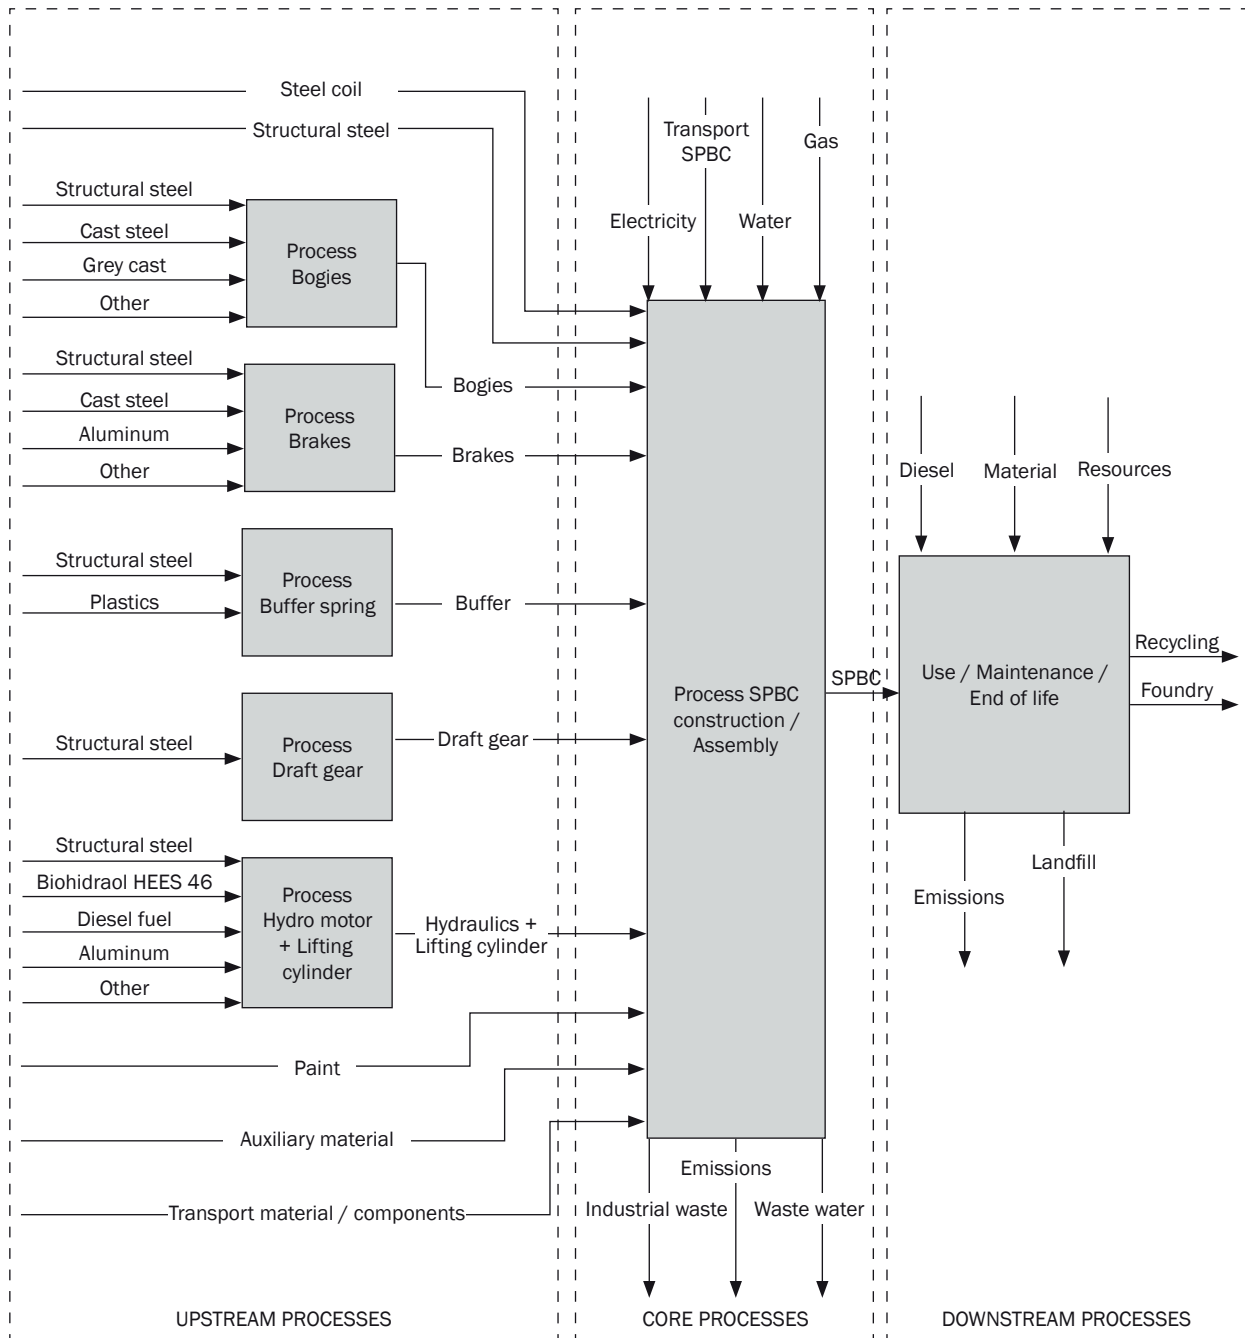 Steel coil
Structural steel
Structural steel
Cast steel
Grey cast
Other
Process
Bogies
Structural steel
Cast steel
Aluminum
Other
Process
Brakes
Structural steel
Plastics
Process
Buffer spring
Structural steel
Process
Draft gear
Structural steel
Biohidraol HEES 46
Diesel fuel
Aluminum
Other
Process
Hydro motor
+ Lifting
cylinder
Paint
Auxiliary material
Transport material / components
Bogies
Brakes
Buffer
Draft gear
Hydraulics +
Lifting cylinder
UPSTREAM PROCESSES
Electricity
Transport
SPBC
Water
Gas
Process SPBC
construction /
Assembly
Industrial waste
Emissions
Waste water
CORE PROCESSES
SPBC
Diesel
Material
Resources
Use / Maintenance /
End of life
Recycling
Foundry
Emissions
Landfill
DOWNSTREAM PROCESSES